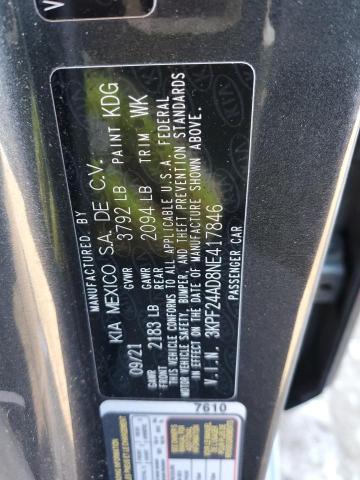 MANUFACTURED BY
KIA MEXICO S.A. DE C.V.
09/21 GVWR 3792 LB PAINT KDG
GAWR FRONT 2183 LB GAWR REAR 2094 LB TRIM WK
THIS VEHICLE CONFORMS TO ALL APPLICABLE U.S.A. FEDERAL
MOTOR VEHICLE SAFETY, BUMPER, AND THEFT PREVENTION STANDARDS
IN EFFECT ON THE DATE OF MANUFACTURE SHOWN ABOVE.
V.I.N. 3KPF24AD8NE417846
PASSENGER CAR
7610
V